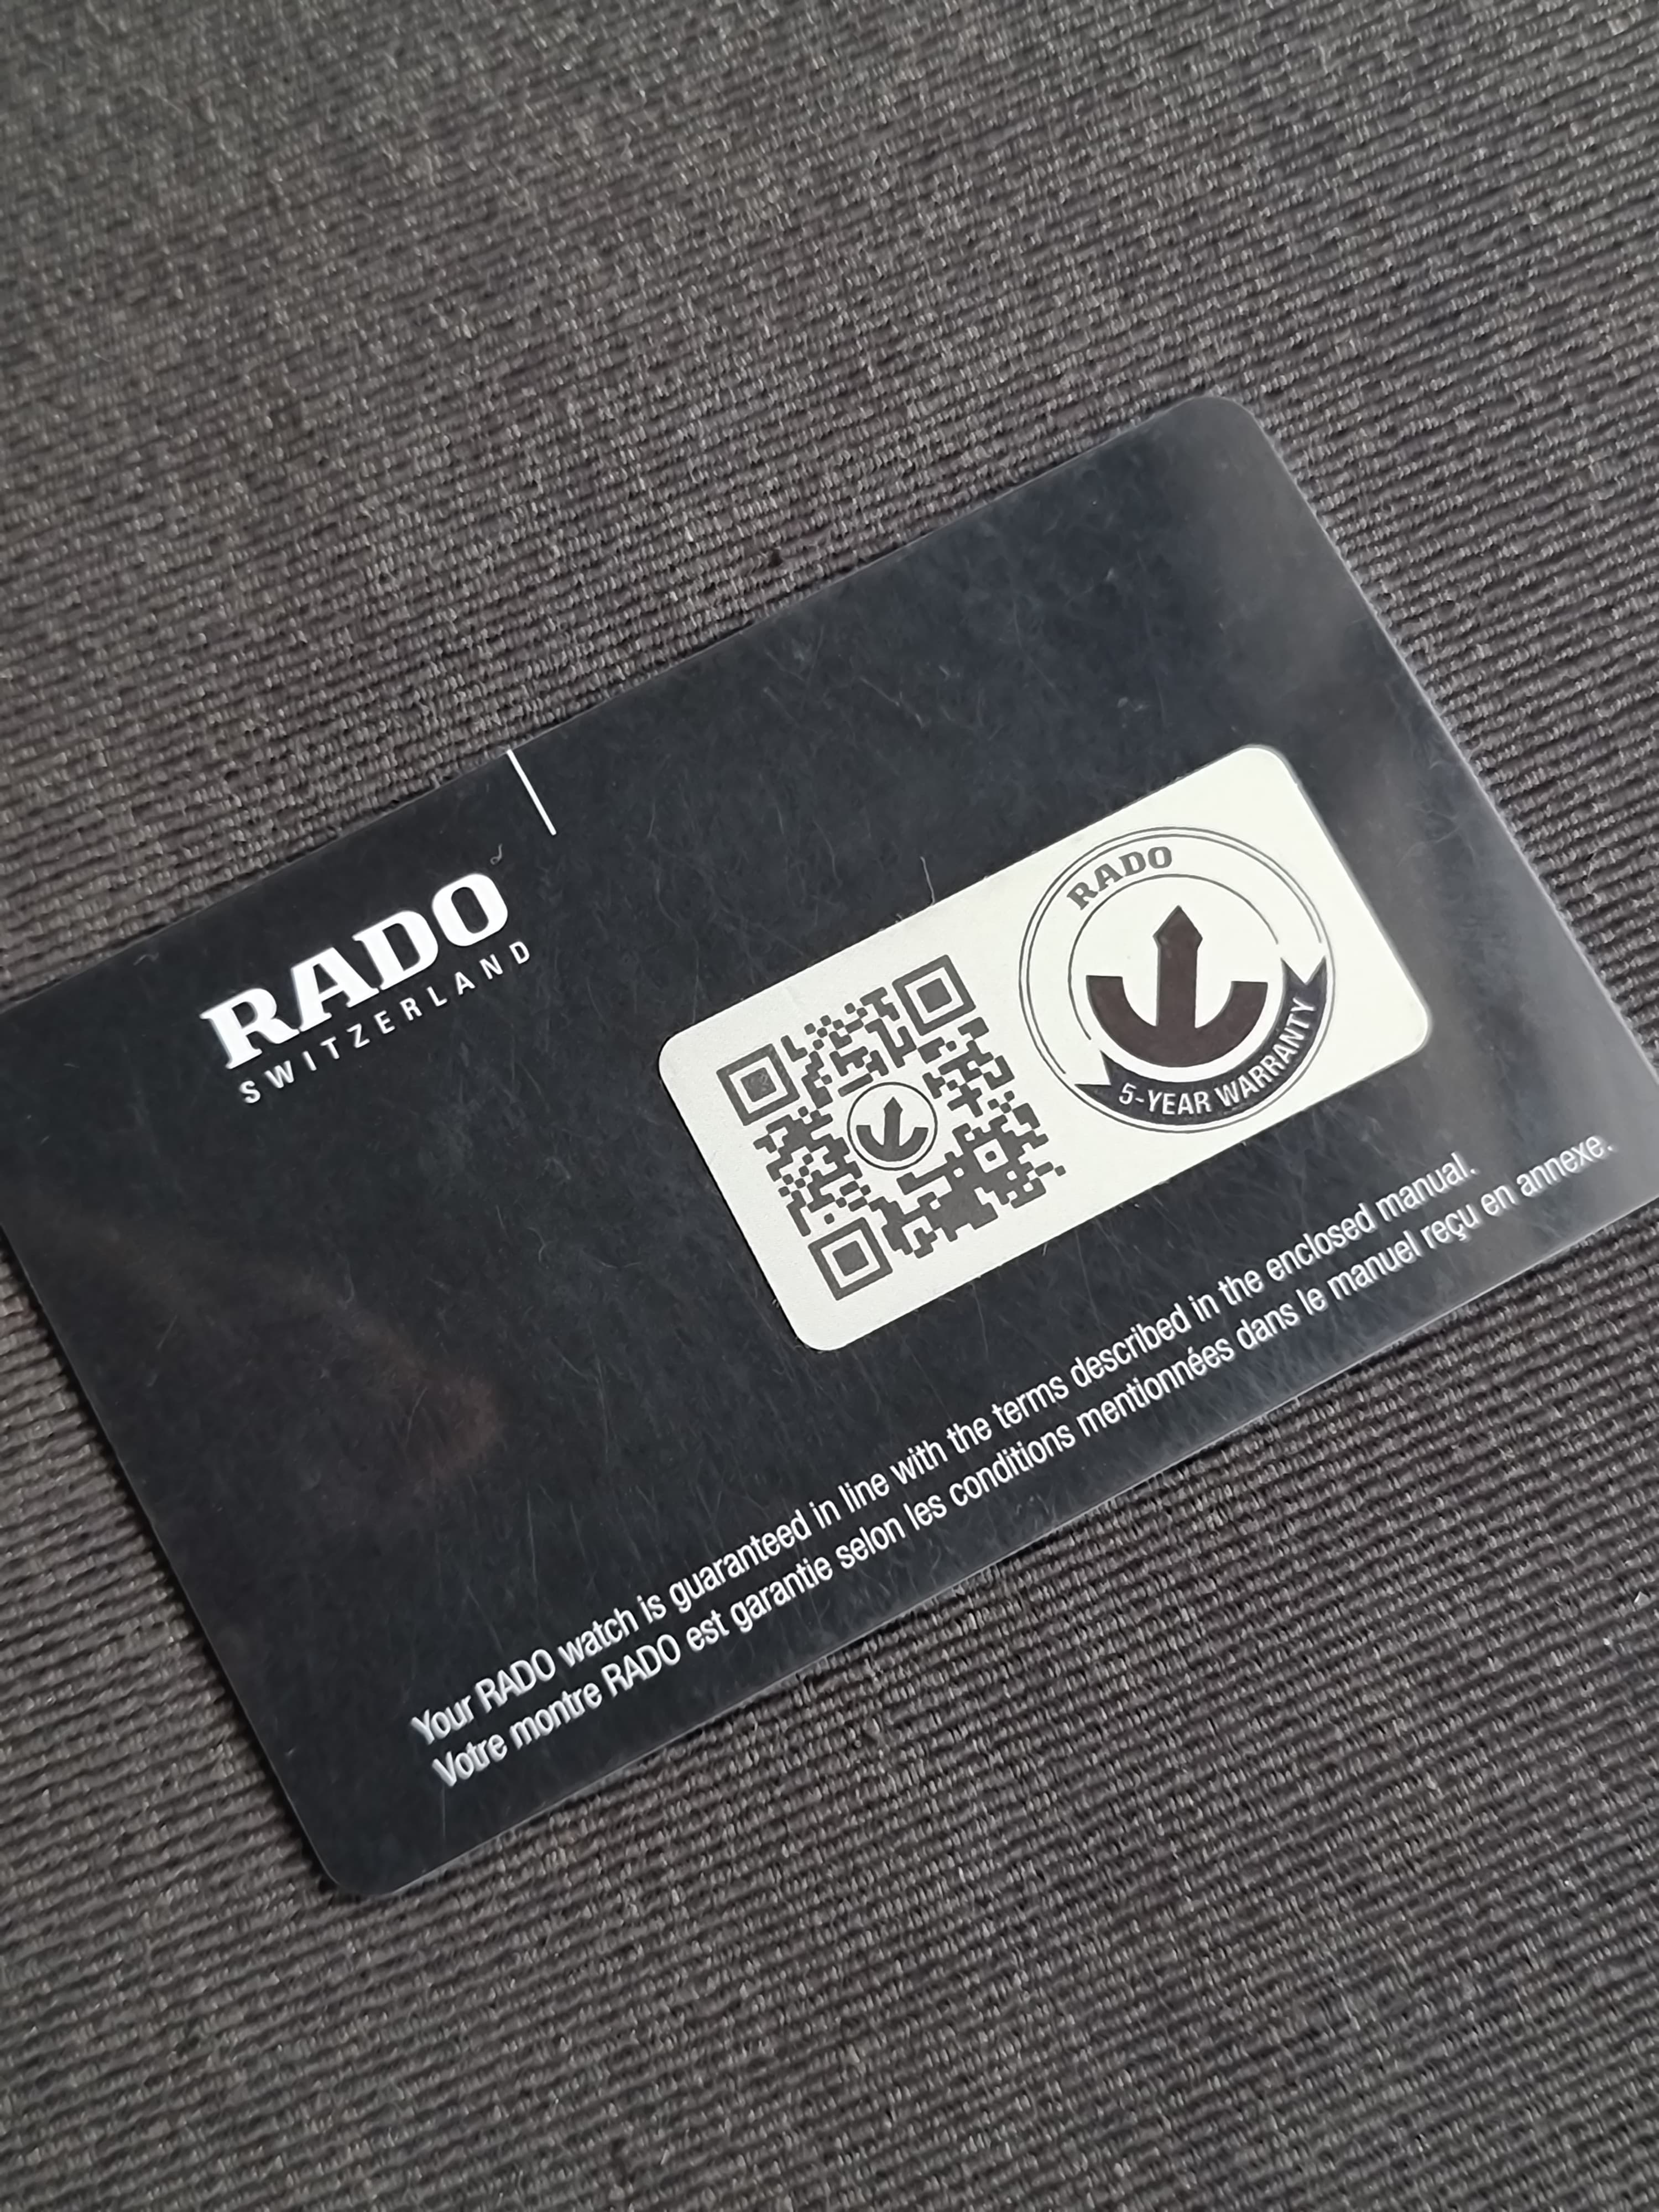 RADO
SWITZERLAND
RADO
5-YEAR WARRANTY
Your RADO watch is guaranteed in line with the terms described in the enclosed manual.
Votre montre RADO est garantie selon les conditions mentionnées dans le manuel reçu en annexe.